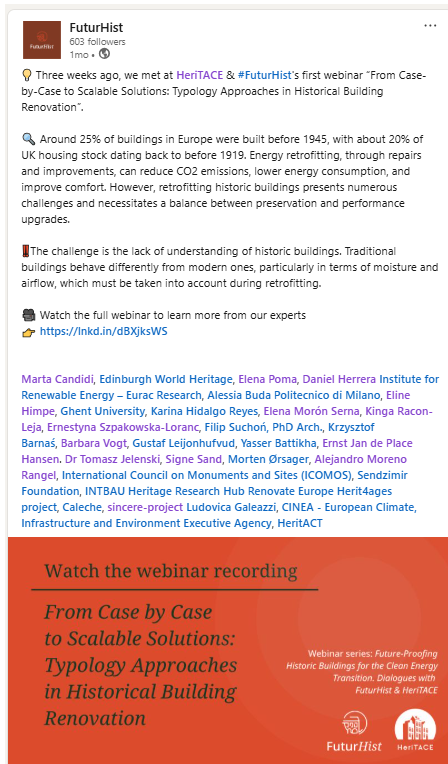 FuturHist
FuturHist
603 followers
1mo •
Three weeks ago, we met at HeriTACE & #FuturHist's first webinar “From Case-
by-Case to Scalable Solutions: Typology Approaches in Historical Building
Renovation”.
Around 25% of buildings in Europe were built before 1945, with about 20% of
UK housing stock dating back to before 1919. Energy retrofitting, through repairs
and improvements, can reduce CO2 emissions, lower energy consumption, and
improve comfort. However, retrofitting historic buildings presents numerous
challenges and necessitates a balance between preservation and performance
upgrades.
The challenge is the lack of understanding of historic buildings. Traditional
buildings behave differently from modern ones, particularly in terms of moisture and
airflow, which must be taken into account during retrofitting.
Watch the full webinar to learn more from our experts
https://lnkd.in/dBXjksWS
Marta Candidi, Edinburgh World Heritage, Elena Poma, Daniel Herrera Institute for
Renewable Energy – Eurac Research, Alessia Buda Politecnico di Milano, Eline
Himpe, Ghent University, Karina Hidalgo Reyes, Elena Morón Serna, Kinga Racon-
Leja, Ernestyna Szpakowska-Loranc, Filip Suchoń, PhD Arch., Krzysztof
Barnaś, Barbara Vogt, Gustaf Leijonhufvud, Yasser Battikha, Ernst Jan de Place
Hansen. Dr Tomasz Jelenski, Signe Sand, Morten Ørsager, Alejandro Moreno
Rangel, International Council on Monuments and Sites (ICOMOS), Sendzimir
Foundation, INTBAU Heritage Research Hub Renovate Europe Herit4ages
project, Caleche, sincere-project Ludovica Galeazzi, CINEA - European Climate,
Infrastructure and Environment Executive Agency, HeritACT
Watch the webinar recording
From Case by Case
to Scalable Solutions:
Typology Approaches
in Historical Building
Renovation
Webinar series: Future-Proofing
Historic Buildings for the Clean Energy
Transition. Dialogues with
FuturHist & HeriTACE
FuturHist
HeriTACE